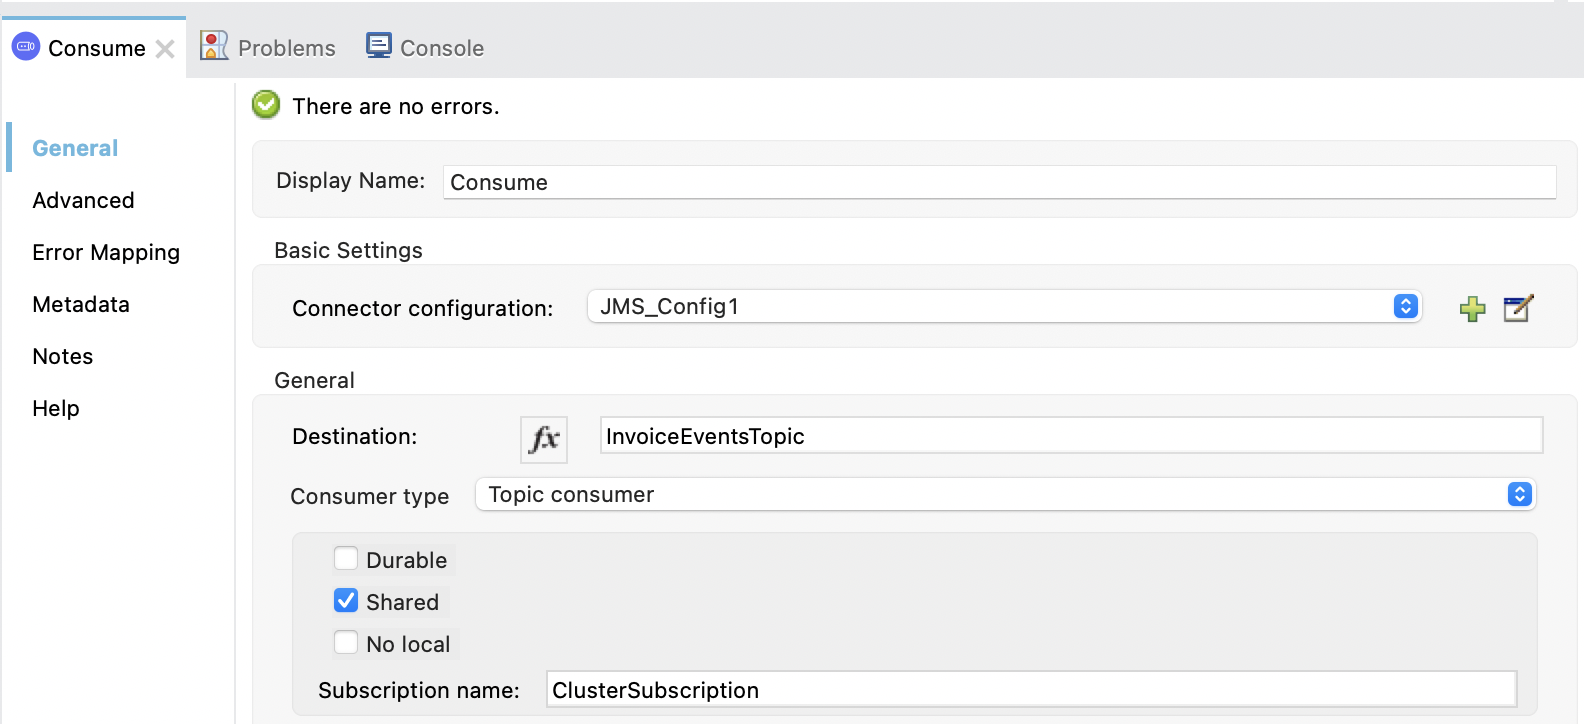 Consume
Problems
Console
There are no errors.
General
Advanced
Error Mapping
Metadata
Notes
Help
Display Name: Consume
Basic Settings
Connector configuration: JMS_Config1
General
Destination: fx InvoiceEventsTopic
Consumer type Topic consumer
Durable
Shared
No local
Subscription name: ClusterSubscription